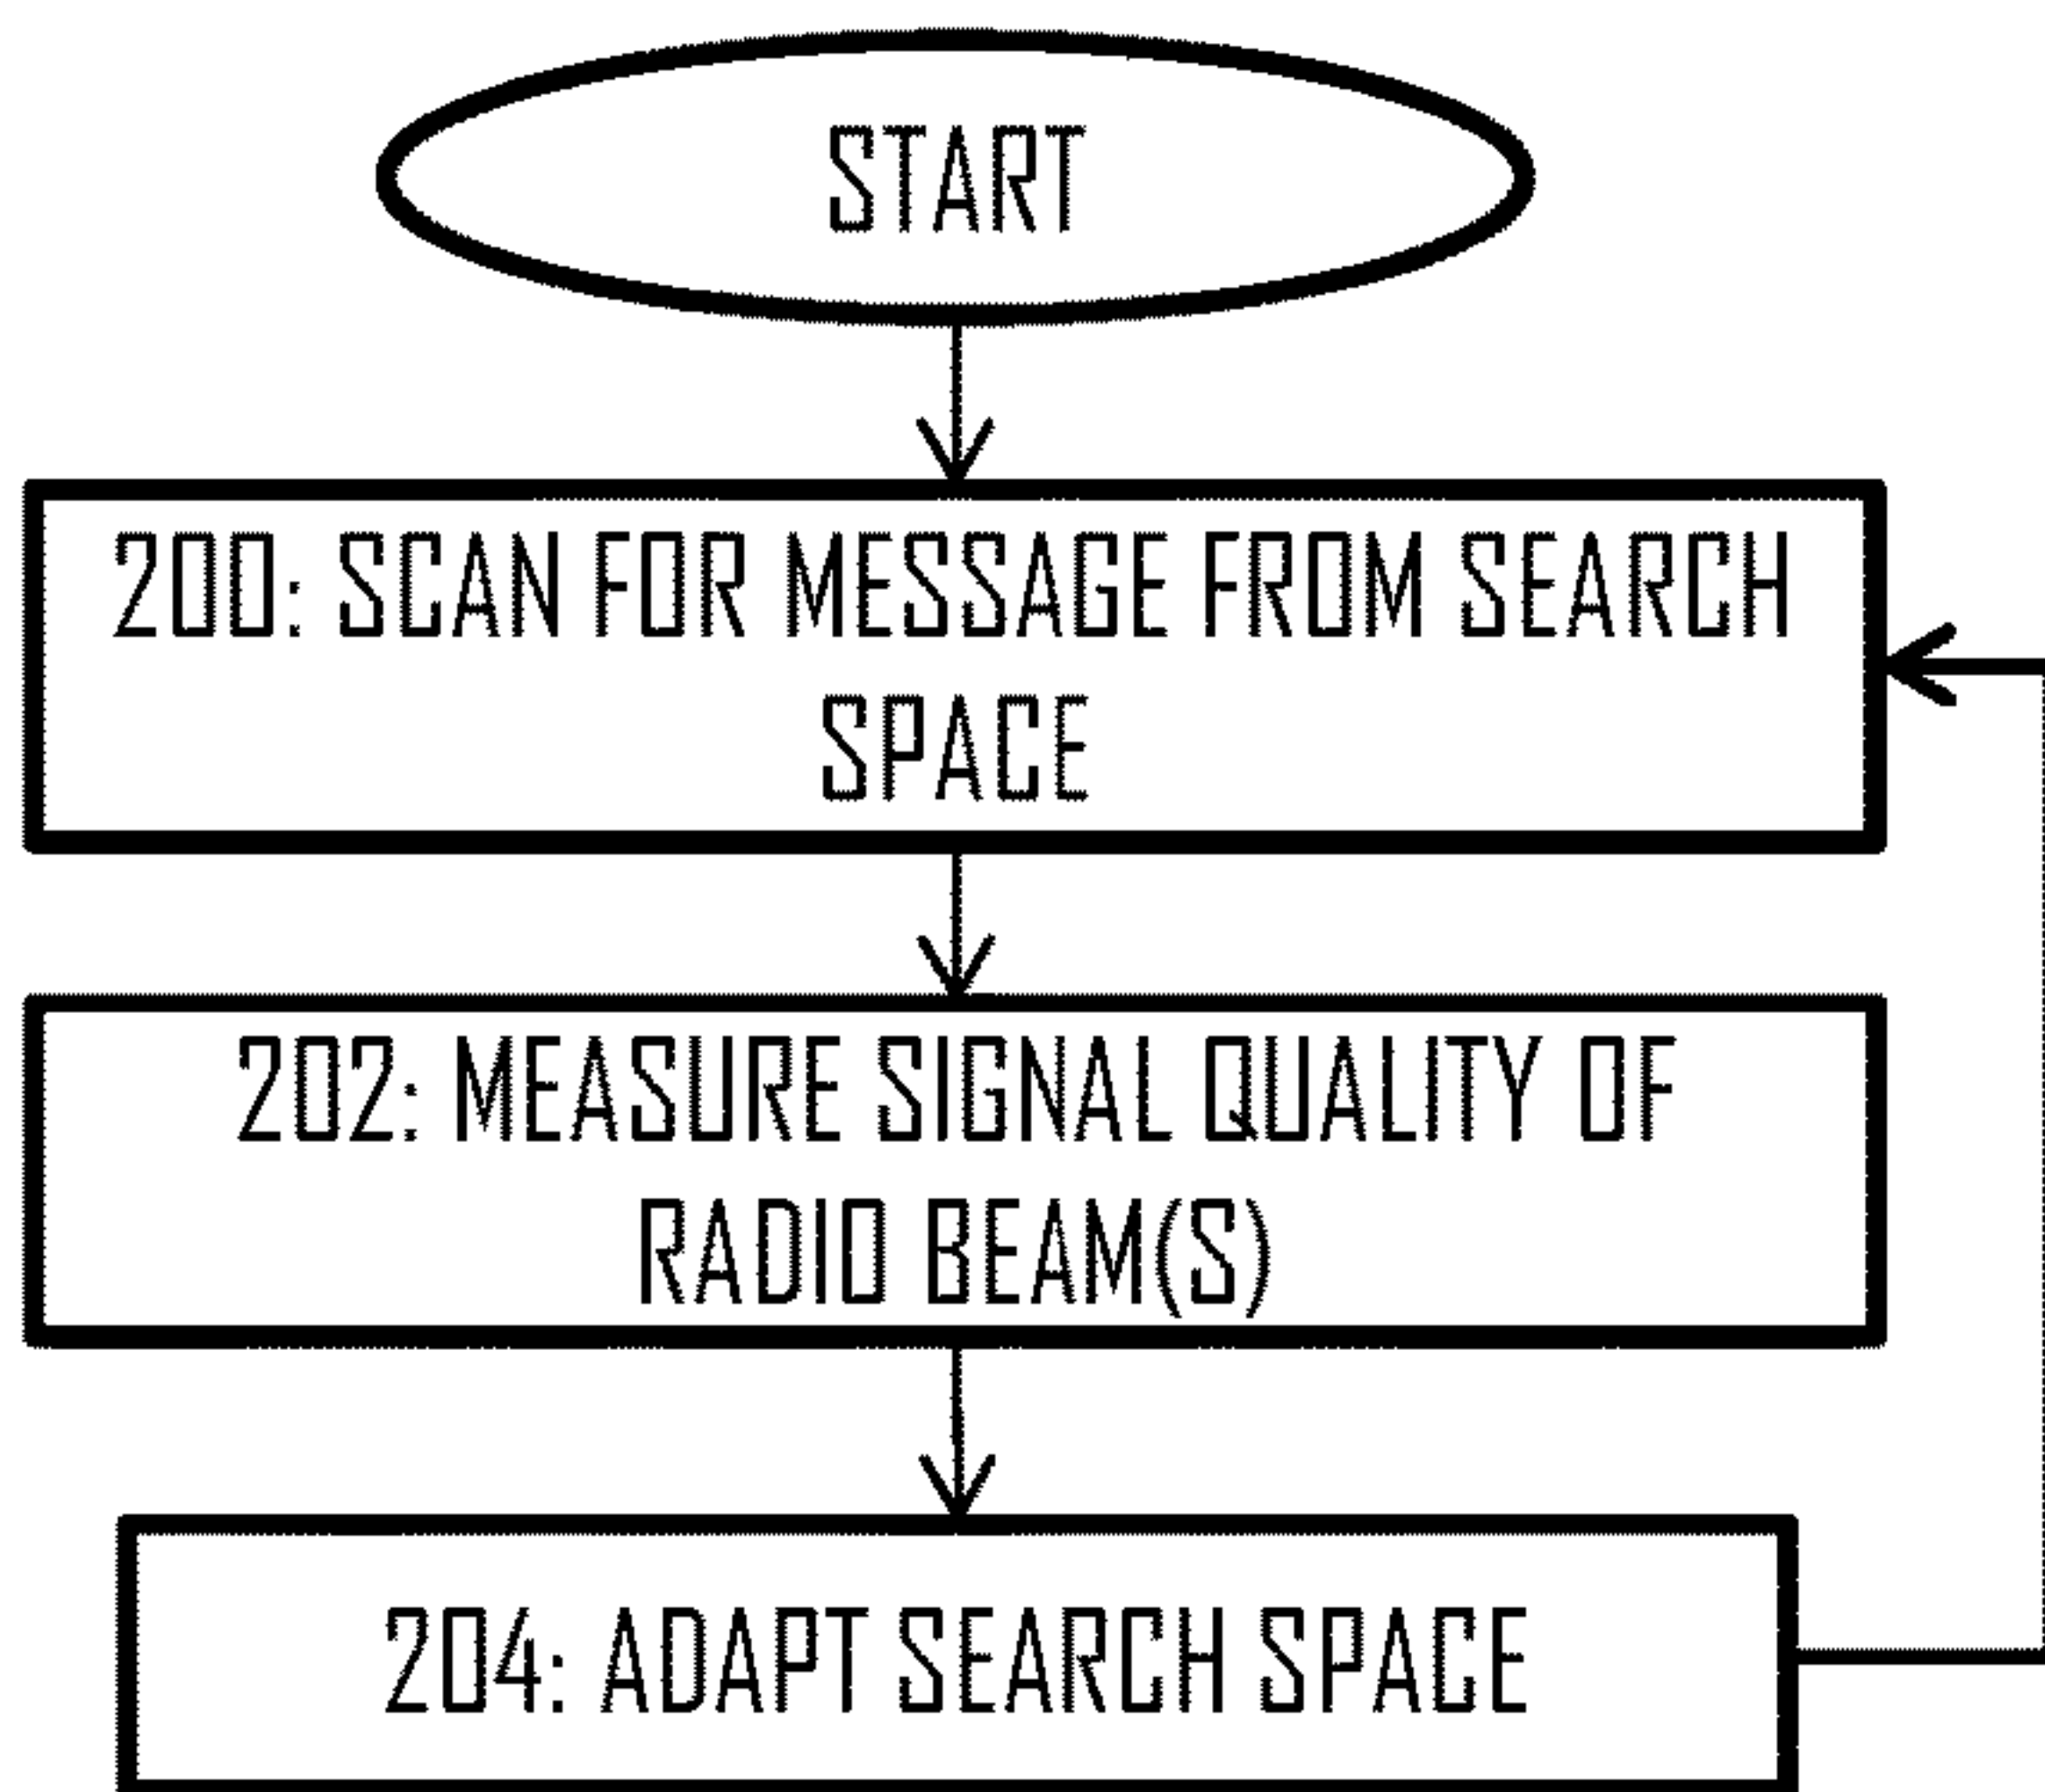 START
200: SCAN FOR MESSAGE FROM SEARCH
SPACE
202: MEASURE SIGNAL QUALITY OF
RADIO BEAM(S)
204: ADAPT SEARCH SPACE